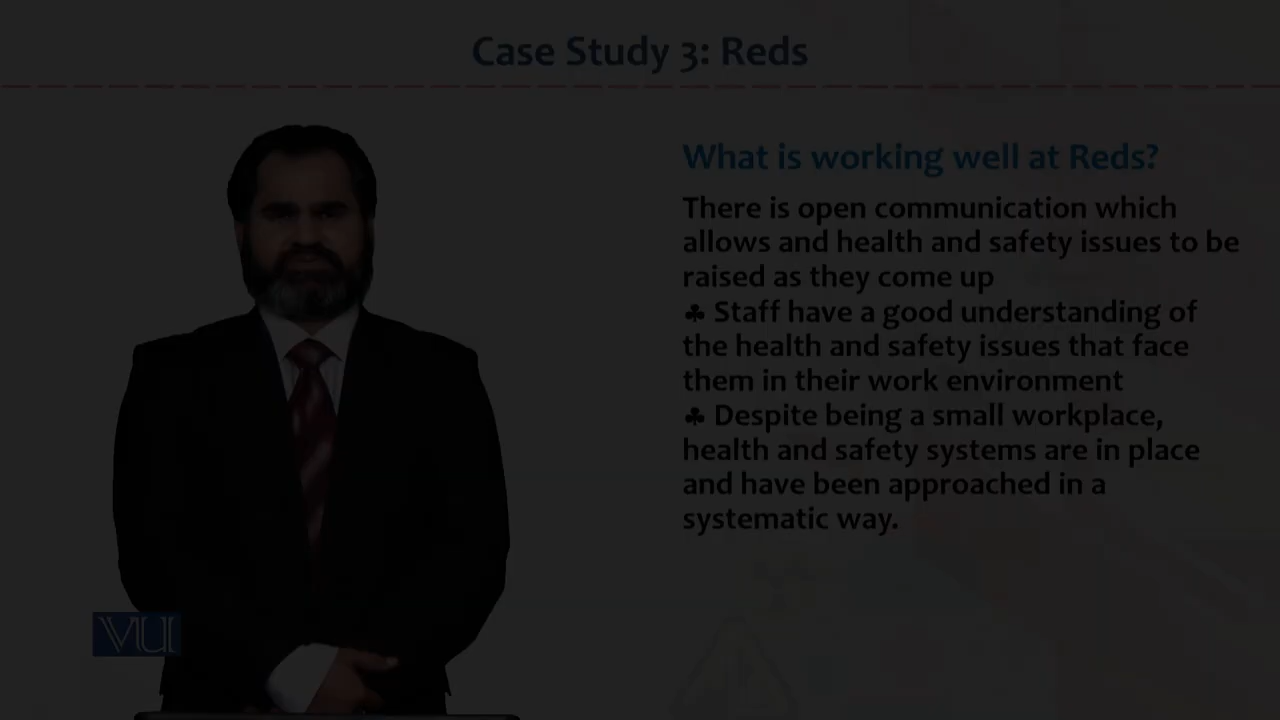 Case Study 3: Reds
What is working well at Reds?
There is open communication which
allows and health and safety issues to be
raised as they come up
♣ Staff have a good understanding of
the health and safety issues that face
them in their work environment
♣ Despite being a small workplace,
health and safety systems are in place
and have been approached in a
systematic way.
VU